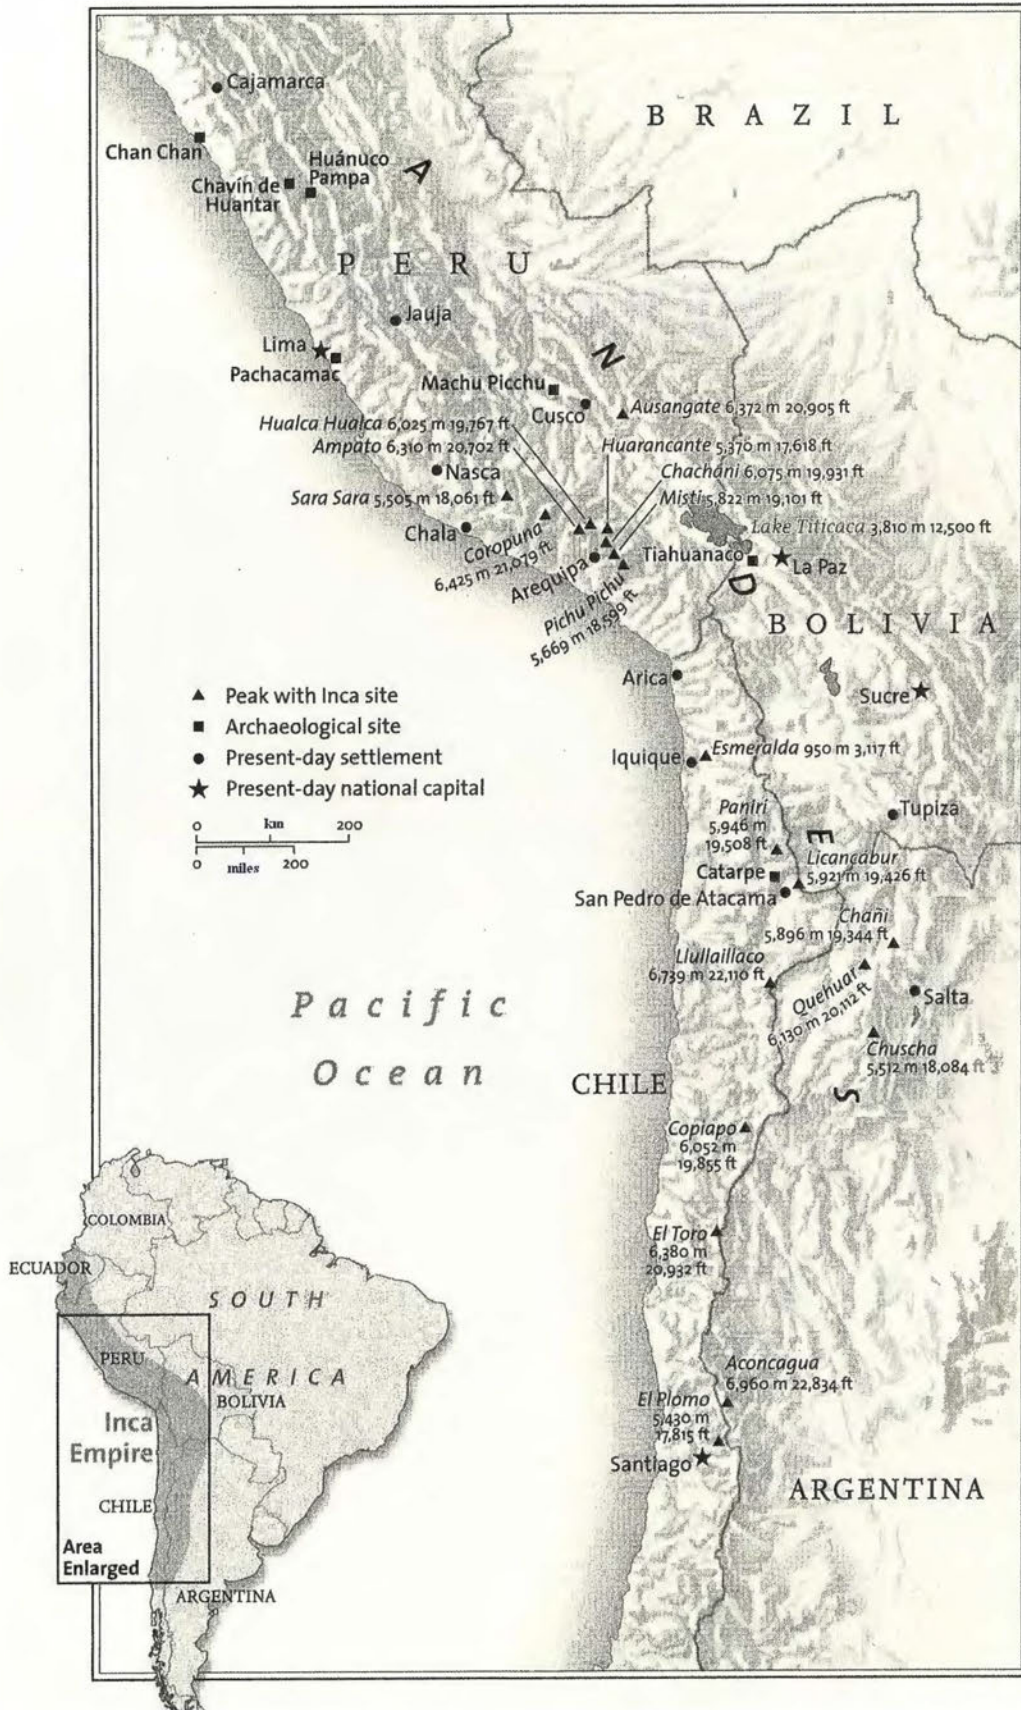 Cajamarca
BRAZIL
Chan Chan
Huánuco
Pampa
Chavín de
Huantar
A
PERU
Jauja
Lima
Pachacamac
N
Machu Picchu
Cusco
Ausangate 6,372 m 20,905 ft
Hualca Hualca 6,025 m 19,767 ft
Ampato 6,310 m 20,702 ft
Huarancante 5,370 m 17,618 ft
Chachani 6,075 m 19,931 ft
Nasca
Misti 5,822 m 19,101 ft
Sara Sara 5,505 m 18,061 ft
Chala
Coropuna
6,425 m 21,079 ft
Lake Titicaca 3,810 m 12,500 ft
Tiahuanaco
La Paz
Arequipa
D
Pichu Pichu
5,669 m 18,599 ft
BOLIVIA
Arica
Sucre
Peak with Inca site
Archaeological site
Present-day settlement
Present-day national capital
0 km 200
0 miles 200
Iquique
Esmeralda 950 m 3,117 ft
Paniri
5,946 m
19,508 ft
Tupiza
E
Licancabur
5,921 m 19,426 ft
Catarpe
San Pedro de Atacama
Chañi
5,896 m 19,344 ft
Llullaillaco
6,739 m 22,110 ft
Quehuar
6,130 m 20,112 ft
Salta
Pacific
Ocean
Chuscha
5,512 m 18,084 ft
CHILE
S
Copiapo
6,052 m
19,855 ft
El Toro
6,380 m
20,932 ft
Aconcagua
6,960 m 22,834 ft
El Plomo
5,430 m
17,815 ft
Santiago
ARGENTINA
COLOMBIA
ECUADOR
SOUTH
AMERICA
PERU
BOLIVIA
Inca
Empire
CHILE
Area
Enlarged
ARGENTINA